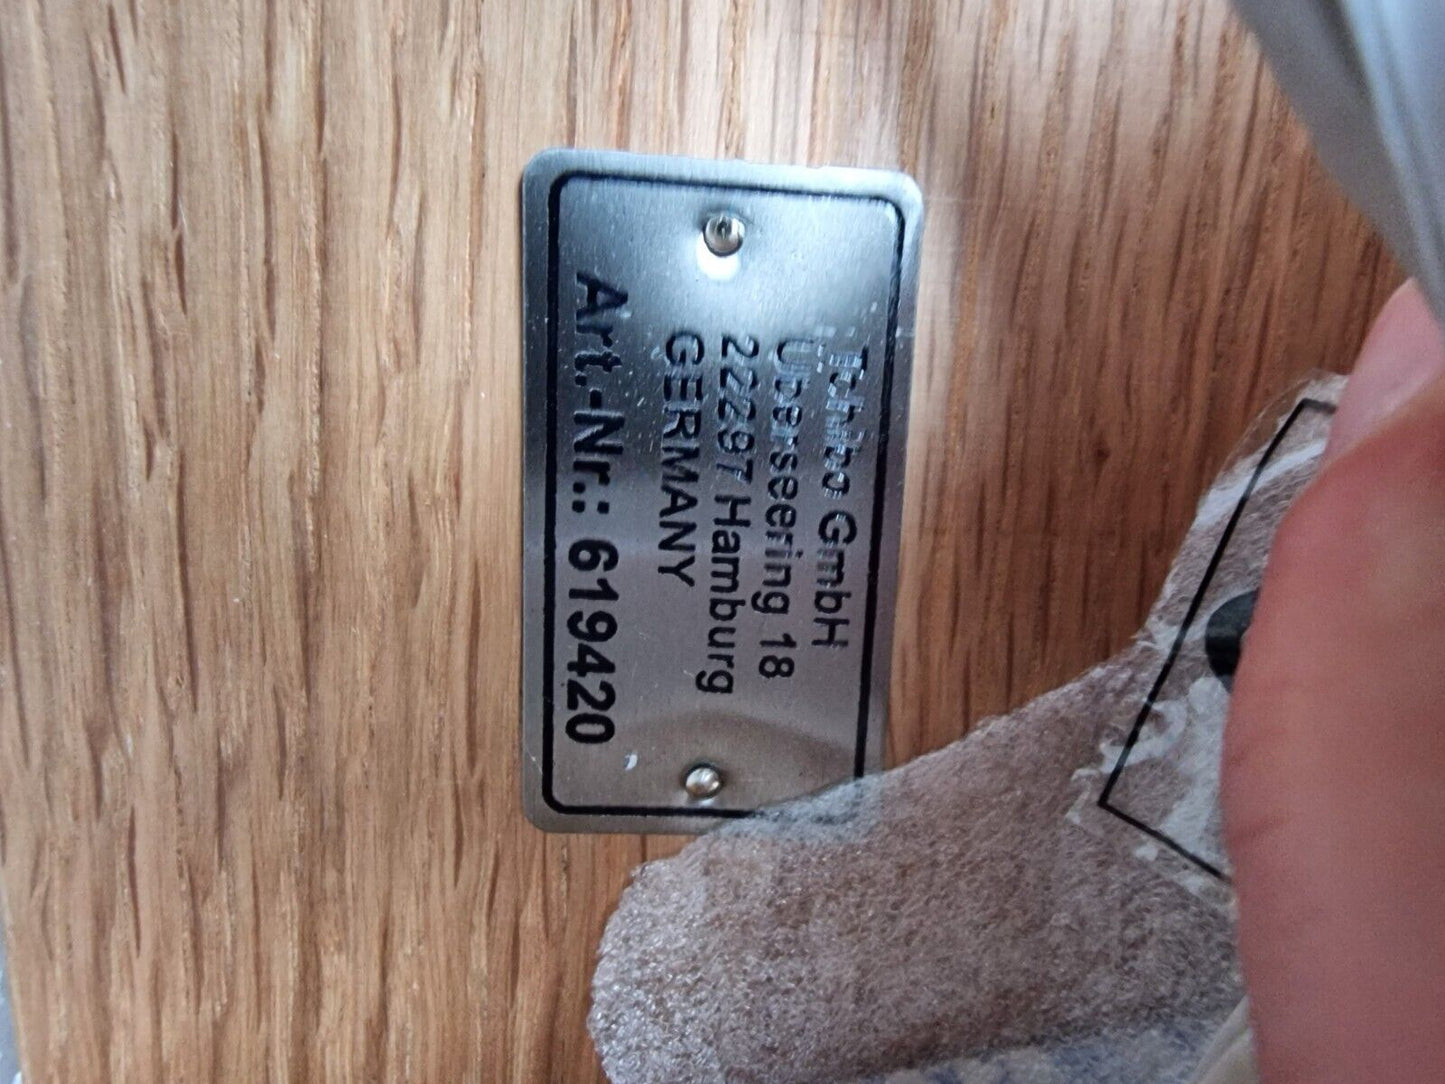 Tchibo GmbH
Überseering 18
22297 Hamburg
GERMANY
Art.-Nr.: 619420